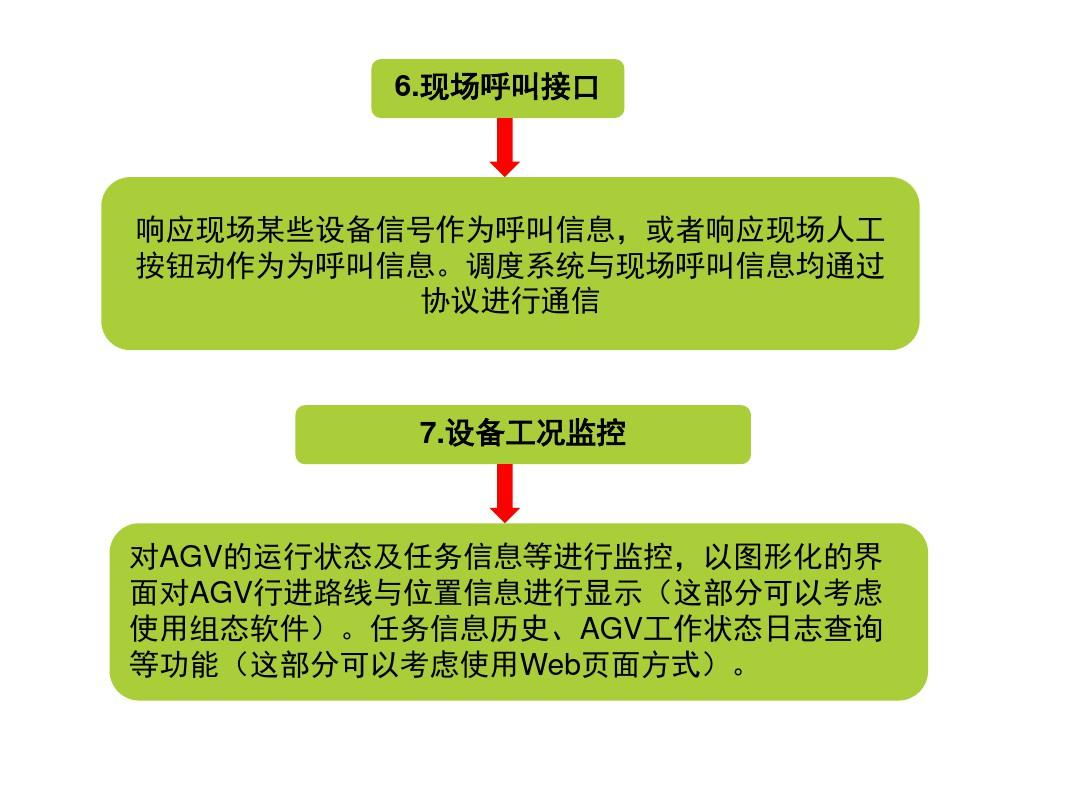 6.现场呼叫接口
响应现场某些设备信号作为呼叫信息，或者响应现场人工
按钮动作为为呼叫信息。调度系统与现场呼叫信息均通过
协议进行通信
7.设备工况监控
对AGV的运行状态及任务信息等进行监控，以图形化的界
面对AGV行进路线与位置信息进行显示（这部分可以考虑
使用组态软件）。任务信息历史、AGV工作状态日志查询
等功能（这部分可以考虑使用Web页面方式）。